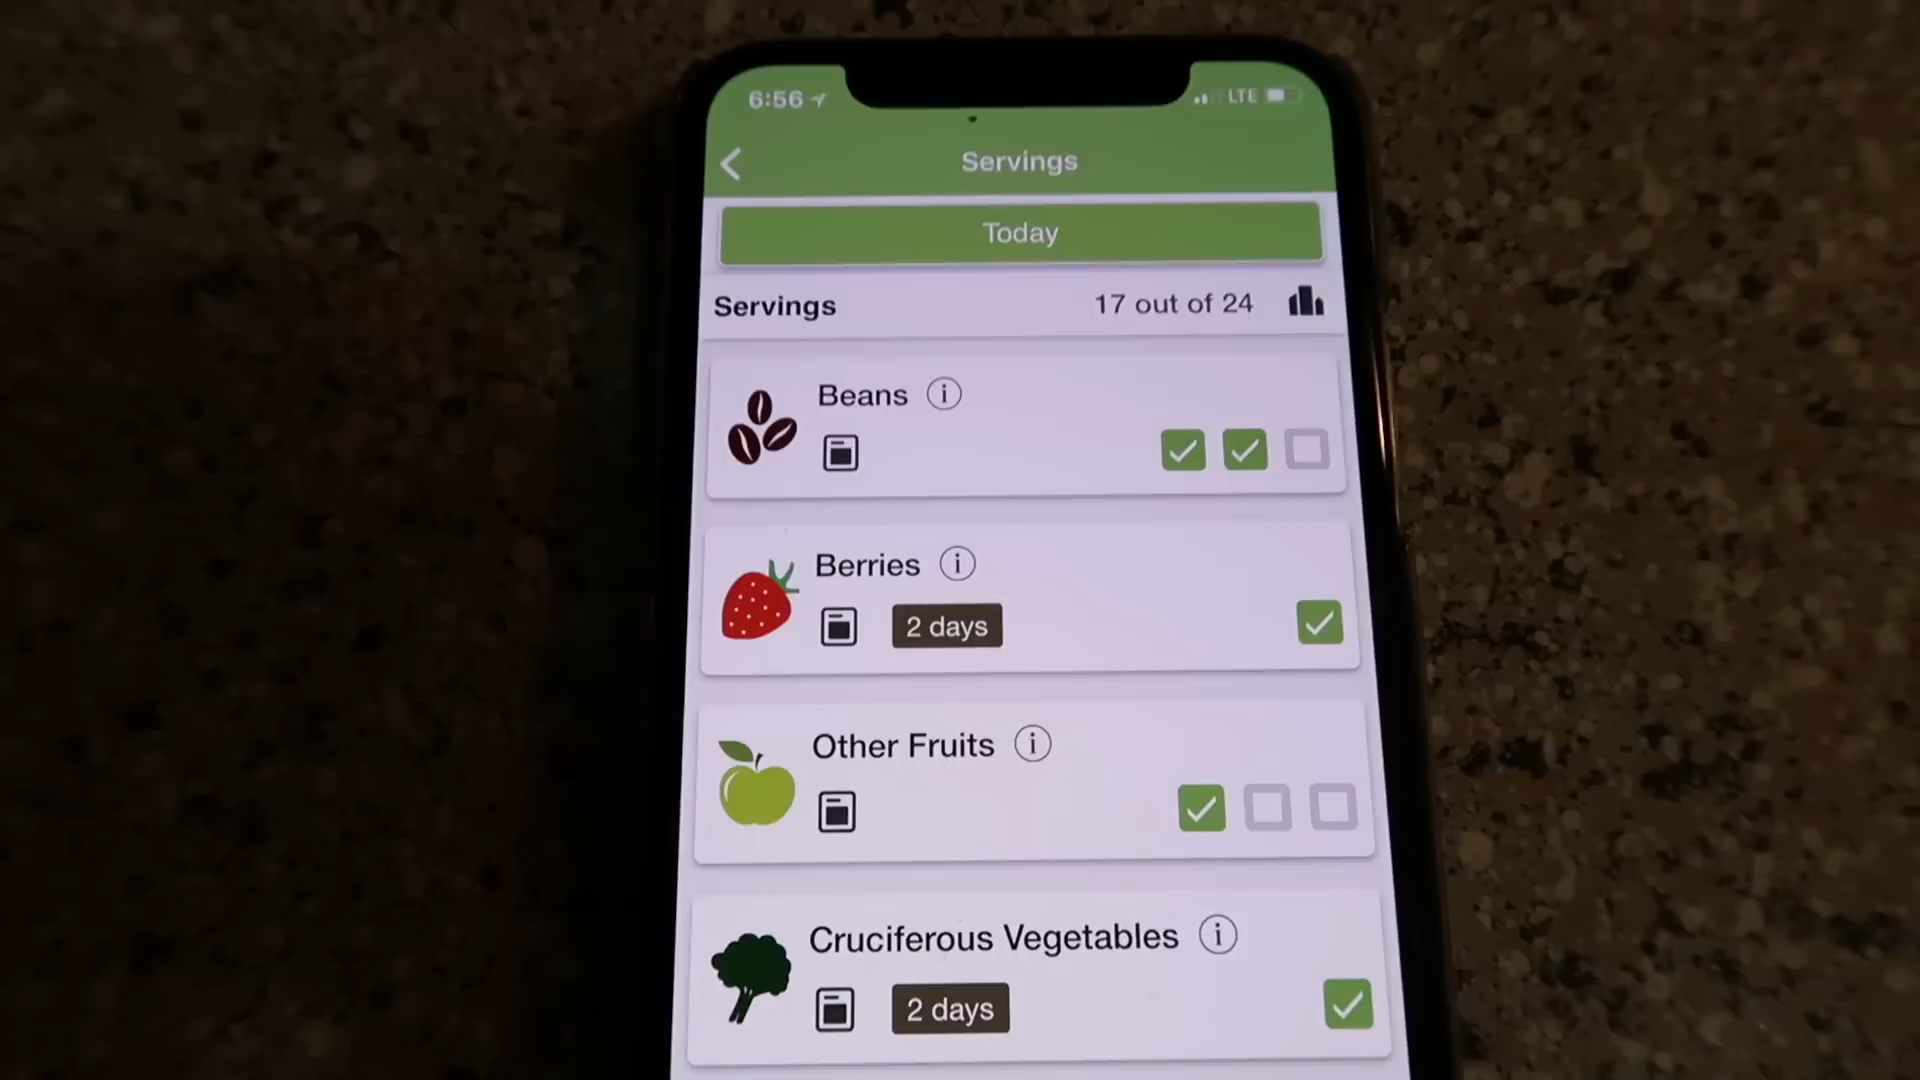 6:56 LTE
Servings
Today
Servings 17 out of 24
Beans
Berries
2 days
Other Fruits
Cruciferous Vegetables
2 days